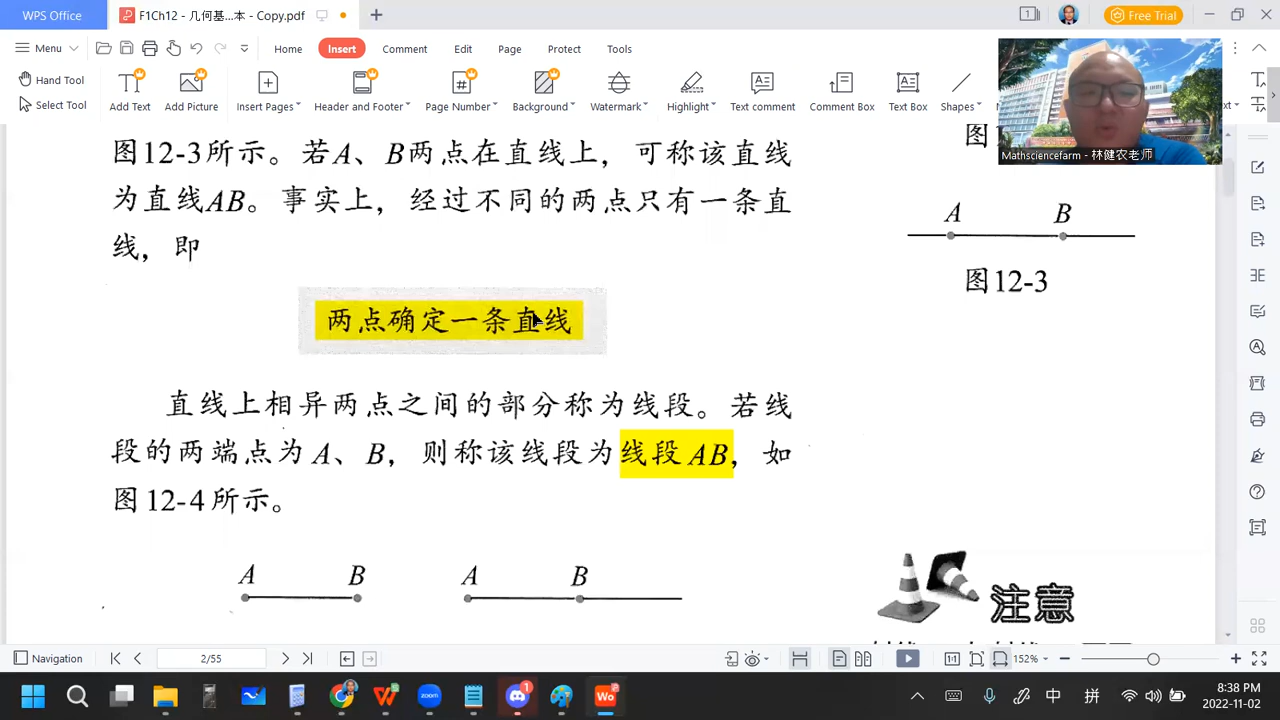 WPS Office
F1Ch12 - 几何基...本 - Copy.pdf
1
Free Trial
Menu
Home
Insert
Comment
Edit
Page
Protect
Tools
Hand Tool
Select Tool
Add Text
Add Picture
Insert Pages
Header and Footer
Page Number
Background
Watermark
Highlight
Text comment
Comment Box
Text Box
Shapes
Mathsciencefarm - 林健农老师
图12-3所示。若A、B两点在直线上，可称该直线
为直线AB。事实上，经过不同的两点只有一条直
线，即
两点确定一条直线
直线上相异两点之间的部分称为线段。若线
段的两端点为A、B，则称该线段为线段AB，如
图12-4所示。
A B
A B
图
A B
图12-3
注意
Navigation
2/55
1:1
152%
1
Wo
zoom
中
拼
8:38 PM
2022-11-02